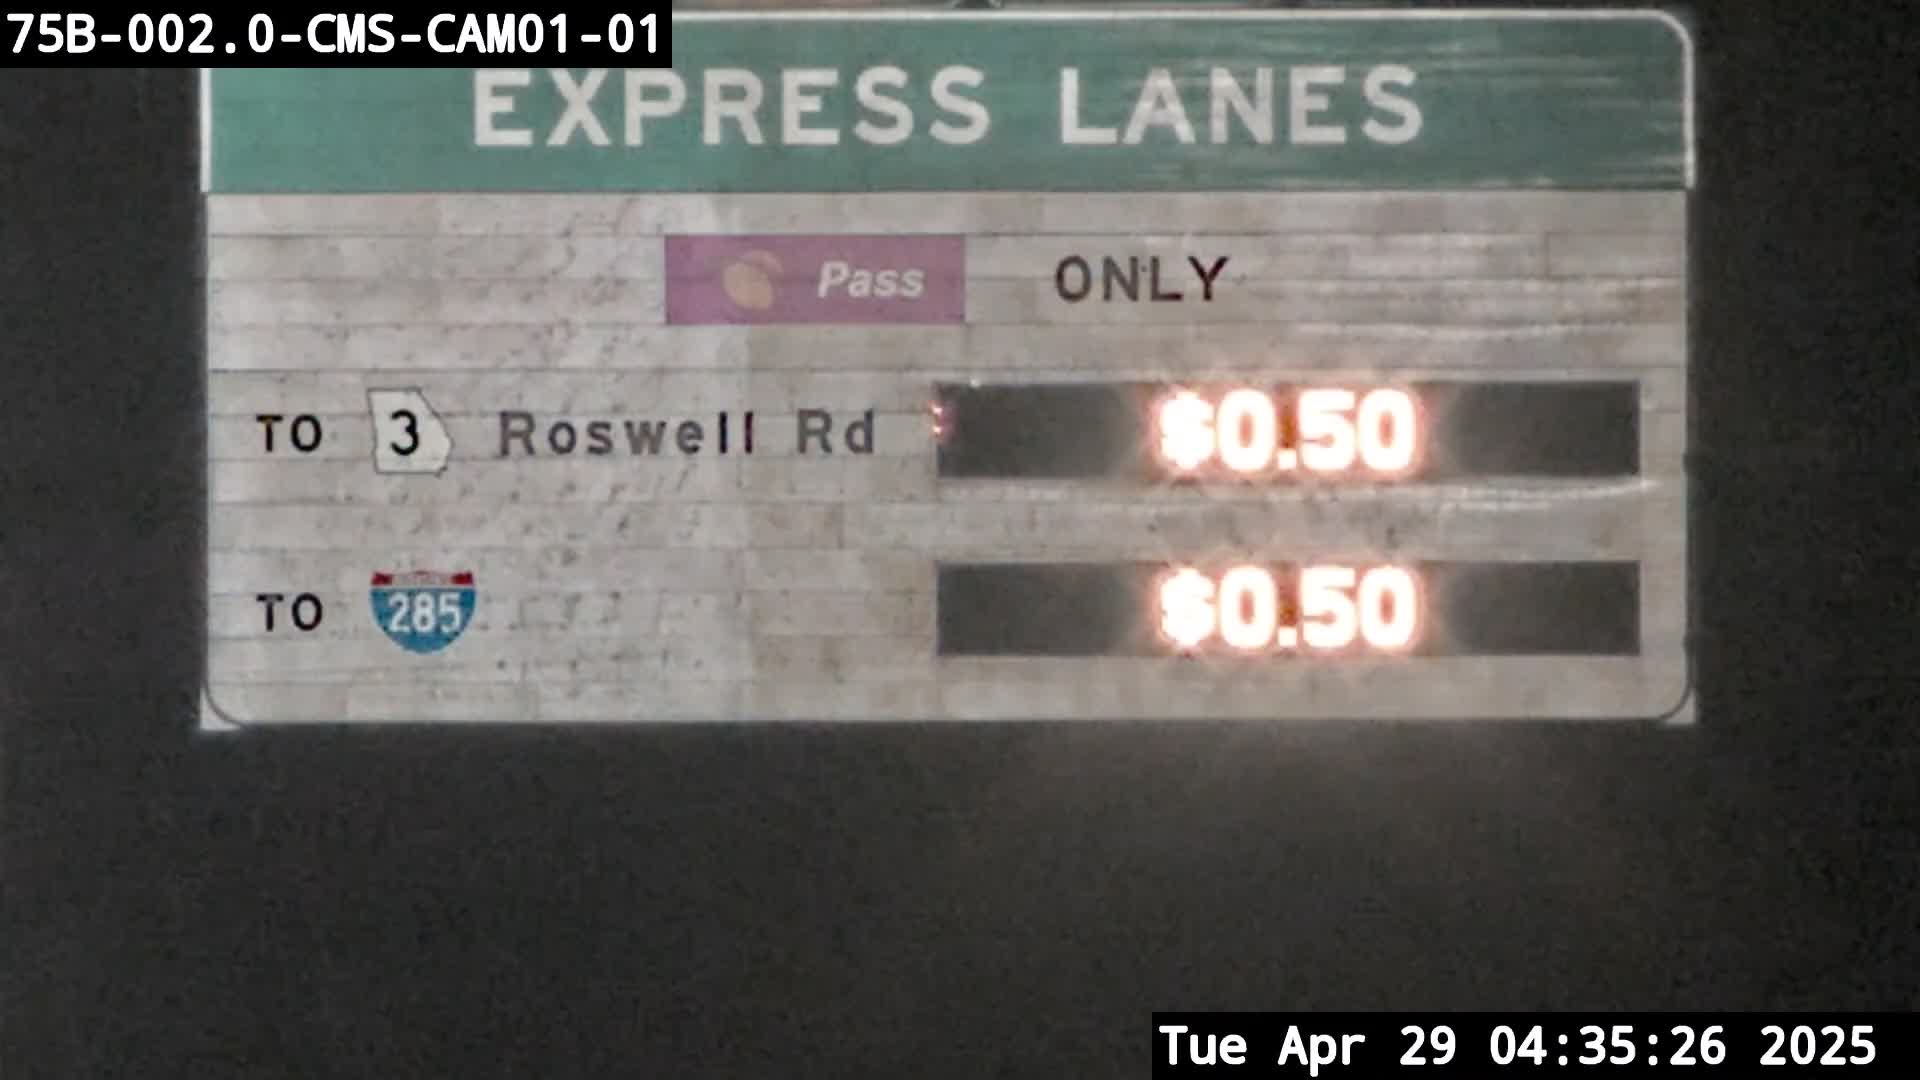 75B-002.0-CMS-CAM01-01
EXPRESS LANES
Pass ONLY
TO 3 Roswell Rd $0.50
TO 285 $0.50
Tue Apr 29 04:35:26 2025